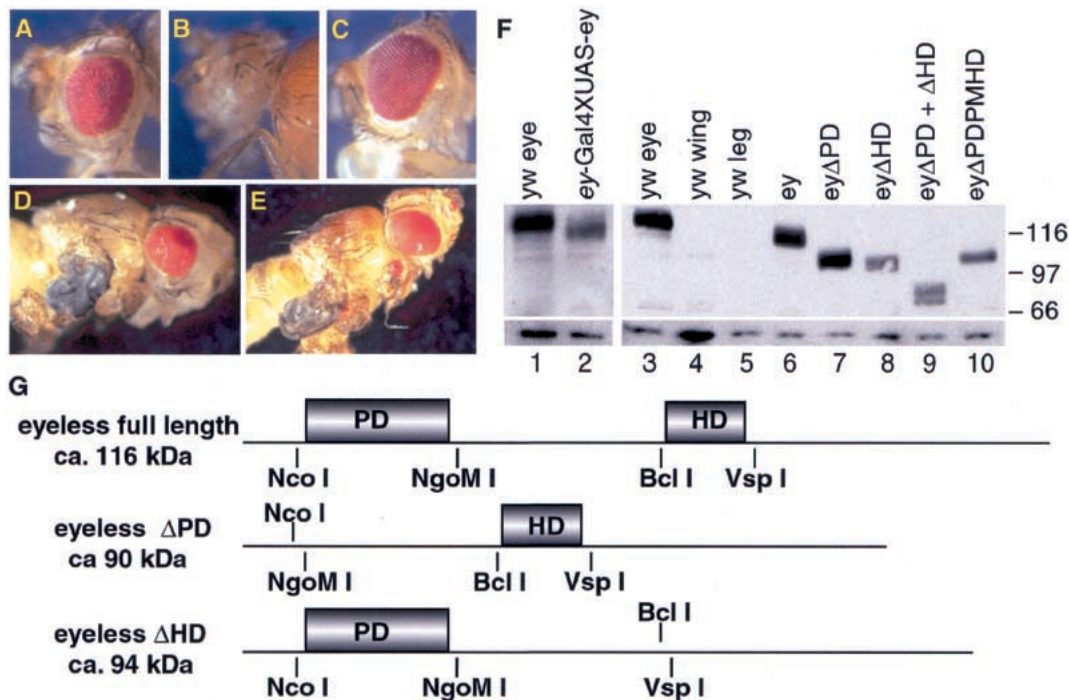 A B C
D E
F
yw eye
ey-Gal4XUAS-ey
yw eye
yw wing
yw leg
ey
eyΔPD
eyΔHD
eyΔPD + ΔHD
eyΔPDPMHD
-116
- 97
- 66
1 2 3 4 5 6 7 8 9 10
G
eyeless full length
ca. 116 kDa
PD HD
Nco I NgoM I Bcl I Vsp I
Nco I
eyeless ΔPD
ca 90 kDa
HD
NgoM I Bcl I Vsp I
Bcl I
eyeless ΔHD
ca. 94 kDa
PD
Nco I NgoM I Vsp I